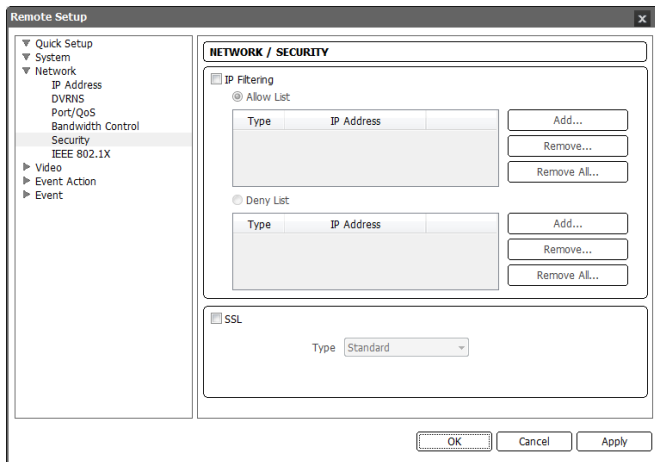 Remote Setup
x
Quick Setup
System
Network
IP Address
DVRNS
Port/QoS
Bandwidth Control
Security
IEEE 802.1X
Video
Event Action
Event
NETWORK / SECURITY
IP Filtering
Allow List
Type IP Address
Add...
Remove...
Remove All...
Deny List
Type IP Address
Add...
Remove...
Remove All...
SSL
Type Standard
OK Cancel Apply